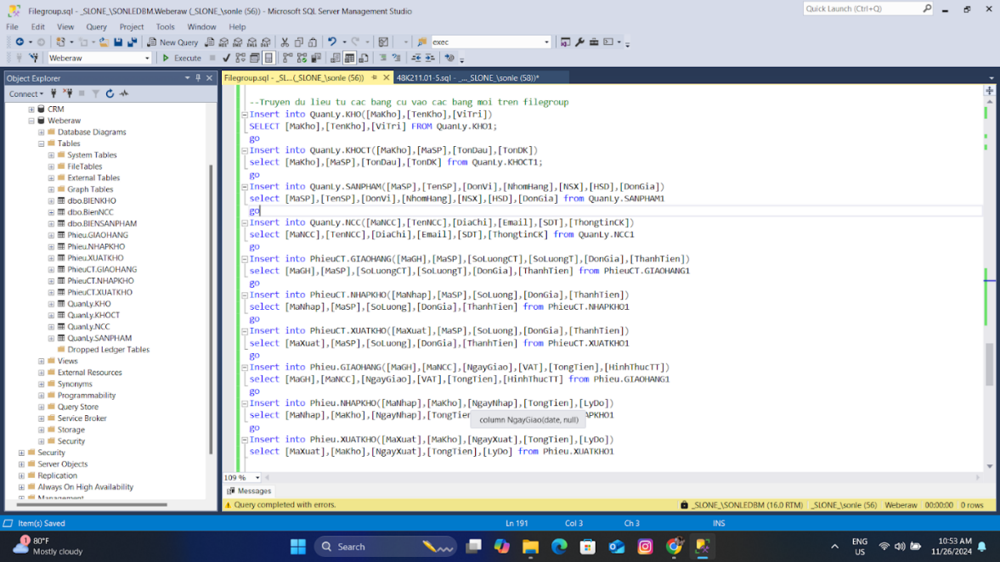 Filegroup.sql - _SLONE_\SONLEDBM.Weberaw (_SLONE_\sonle (56)) - Microsoft SQL Server Management Studio
Quick Launch (Ctrl+Q)
File Edit View Project Query Tools Window Help
New Query
exec
Weberaw
Execute
Object Explorer
Connect
CRM
Weberaw
Database Diagrams
Tables
System Tables
FileTables
External Tables
Graph Tables
dbo.BIENKHO
dbo.BienNCC
dbo.BIENSANPHAM
Phieu.GIAOHANG
Phieu.NHAPKHO
Phieu.XUATKHO
PhieuCT.GIAOHANG
PhieuCT.NHAPKHO
PhieuCT.XUATKHO
QuanLy.KHO
QuanLy.KHOCT
QuanLy.NCC
QuanLy.SANPHAM
Dropped Ledger Tables
Views
External Resources
Synonyms
Programmability
Query Store
Service Broker
Storage
Security
Security
Server Objects
Replication
Always On High Availability
Management
Filegroup.sql - _SL...(_SLONE_\sonle (56))
48K211.01-5.sql - _..._SLONE_\sonle (58))*
--Truyen du lieu tu cac bang cu vao cac bang moi tren filegroup
Insert into QuanLy.KHO([MaKho],[TenKho],[ViTri])
SELECT [MaKho],[TenKho],[ViTri] FROM QuanLy.KHO1;
go
Insert into QuanLy.KHOCT([MaKho],[MaSP],[TonDau],[TonDK])
select [MaKho],[MaSP],[TonDau],[TonDK] from QuanLy.KHOCT1;
go
Insert into QuanLy.SANPHAM([MaSP],[TenSP],[DonVi],[NhomHang],[NSX],[HSD],[DonGia])
select [MaSP],[TenSP],[DonVi],[NhomHang],[NSX],[HSD],[DonGia] from QuanLy.SANPHAM1
go
Insert into QuanLy.NCC([MaNCC],[TenNCC],[DiaChi],[Email],[SDT],[ThongtinCK])
select [MaNCC],[TenNCC],[DiaChi],[Email],[SDT],[ThongtinCK] from QuanLy.NCC1
go
Insert into PhieuCT.GIAOHANG([MaGH],[MaSP],[SoLuongCT],[SoLuongT],[DonGia],[ThanhTien])
select [MaGH],[MaSP],[SoLuongCT],[SoLuongT],[DonGia],[ThanhTien] from PhieuCT.GIAOHANG1
go
Insert into PhieuCT.NHAPKHO([MaNhap],[MaSP],[SoLuong],[DonGia],[ThanhTien])
select [MaNhap],[MaSP],[SoLuong],[DonGia],[ThanhTien] from PhieuCT.NHAPKHO1
go
Insert into PhieuCT.XUATKHO([MaXuat],[MaSP],[SoLuong],[DonGia],[ThanhTien])
select [MaXuat],[MaSP],[SoLuong],[DonGia],[ThanhTien] from PhieuCT.XUATKHO1
go
Insert into Phieu.GIAOHANG([MaGH],[MaNCC],[NgayGiao],[VAT],[TongTien],[HinhThucTT])
select [MaGH],[MaNCC],[NgayGiao],[VAT],[TongTien],[HinhThucTT] from Phieu.GIAOHANG1
go
Insert into Phieu.NHAPKHO([MaNhap],[MaKho],[NgayNhap],[TongTien],[LyDo])
select [MaNhap],[MaKho],[NgayNhap],[TongTien APKHO1
column NgayGiao(date, null)
go
Insert into Phieu.XUATKHO([MaXuat],[MaKho],[NgayXuat],[TongTien],[LyDo])
select [MaXuat],[MaKho],[NgayXuat],[TongTien],[LyDo] from Phieu.XUATKHO1
109 %
Messages
Query completed with errors.
_SLONE_\SONLEDBM (16.0 RTM) _SLONE_\sonle (56) Weberaw 00:00:00 0 rows
Item(s) Saved
Ln 191 Col 3 Ch 3 INS
1
80°F
Mostly cloudy
Search
ENG
US
10:53 AM
11/26/2024